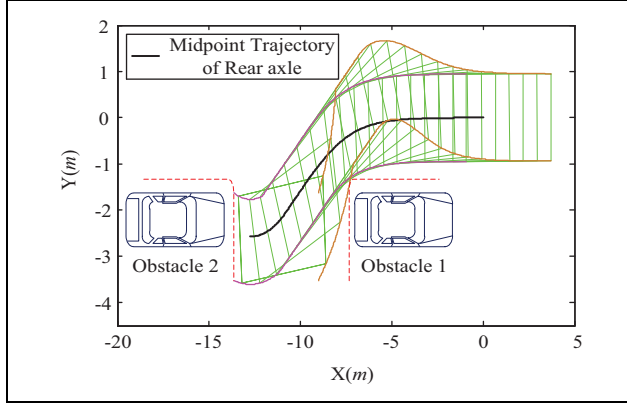 2
Midpoint Trajectory
of Rear axle
1
0
-1
-2
-3
-4
Y(m)
Obstacle 2
Obstacle 1
-20
-15
-10
-5
0
5
X(m)